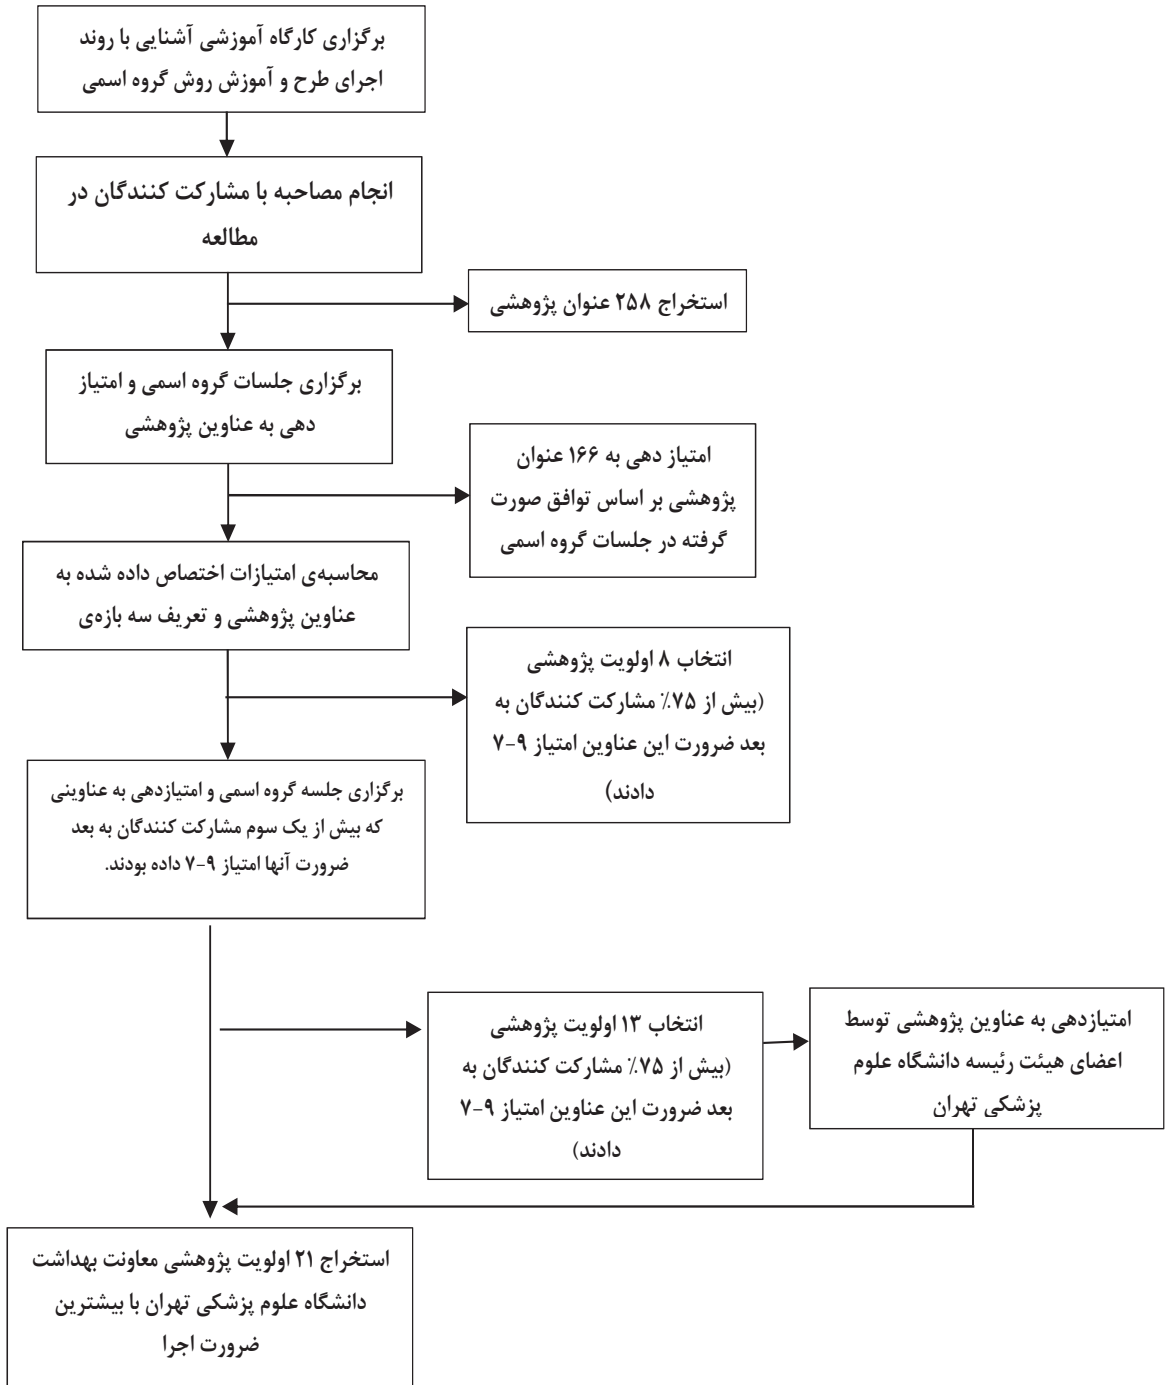 برگزاری کارگاه آموزشی آشنایی با روند
اجرای طرح و آموزش روش گروه اسمی
انجام مصاحبه با مشارکت کنندگان در
مطالعه
استخراج ۲۵۸ عنوان پژوهشی
برگزاری جلسات گروه اسمی و امتیاز
دهی به عناوین پژوهشی
امتیاز دهی به ۱۶۶ عنوان
پژوهشی بر اساس توافق صورت
گرفته در جلسات گروه اسمی
محاسبه‌ی امتیازات اختصاص داده شده به
عناوین پژوهشی و تعریف سه بازه‌ی
انتخاب ۸ اولویت پژوهشی
(بیش از ۷۵٪ مشارکت کنندگان به
بعد ضرورت این عناوین امتیاز ۹-۷
دادند)
برگزاری جلسه گروه اسمی و امتیازدهی به عناوینی
که بیش از یک سوم مشارکت کنندگان به بعد
ضرورت آنها امتیاز ۹-۷ داده بودند.
انتخاب ۱۳ اولویت پژوهشی
(بیش از ۷۵٪ مشارکت کنندگان به
بعد ضرورت این عناوین امتیاز ۹-۷
دادند)
امتیازدهی به عناوین پژوهشی توسط
اعضای هیئت رئیسه دانشگاه علوم
پزشکی تهران
استخراج ۲۱ اولویت پژوهشی معاونت بهداشت
دانشگاه علوم پزشکی تهران با بیشترین
ضرورت اجرا